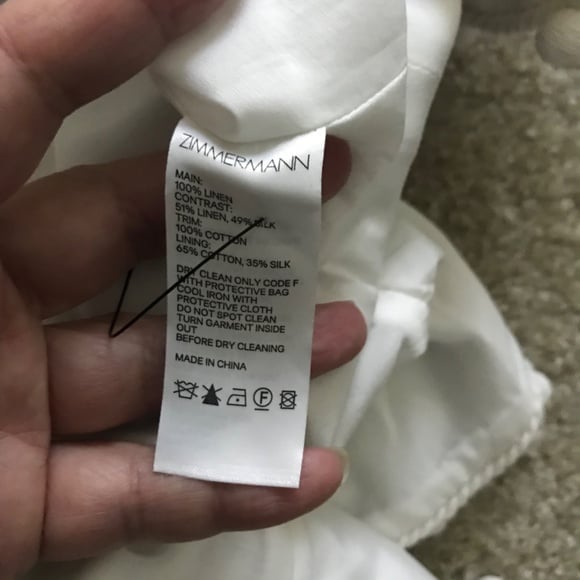 ZIMMERMANN
MAIN:
100% LINEN
CONTRAST:
51% LINEN, 49% SILK
TRIM:
100% COTTON
LINING:
65% COTTON, 35% SILK
DRY CLEAN ONLY CODE F
WITH PROTECTIVE BAG
COOL IRON WITH
PROTECTIVE CLOTH
DO NOT SPOT CLEAN
TURN GARMENT INSIDE
OUT
BEFORE DRY CLEANING
MADE IN CHINA
F